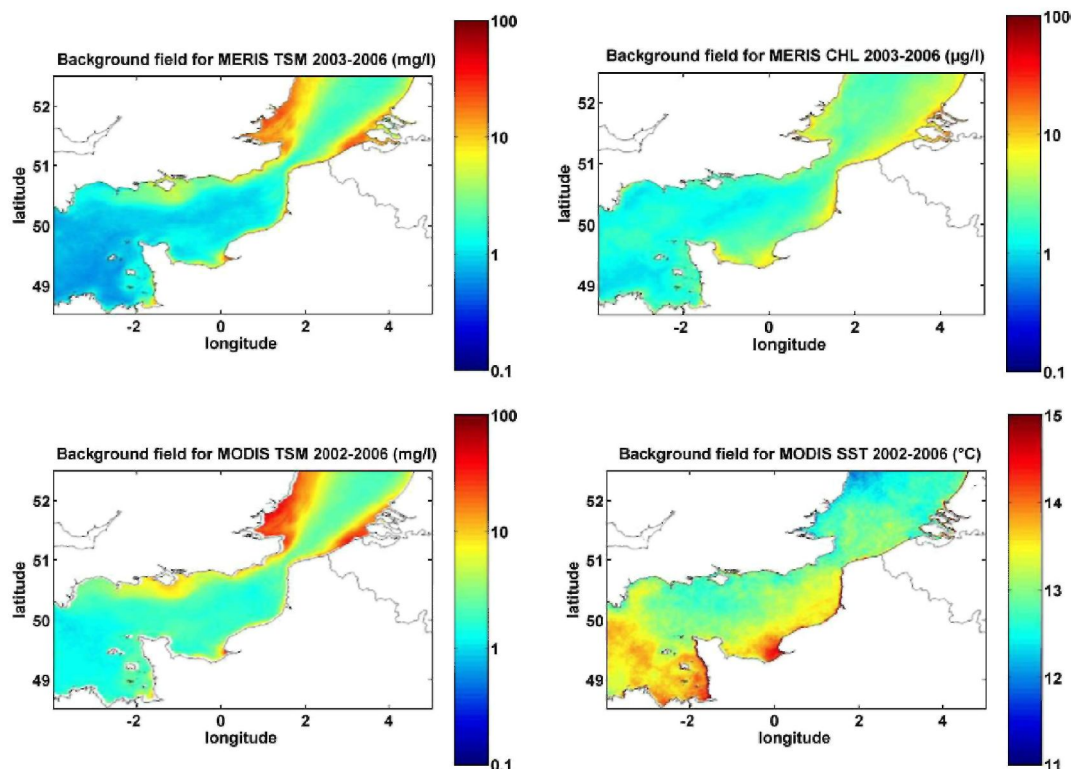 Background field for MERIS TSM 2003-2006 (mg/l)
100
10
1
0.1
52
51
50
49
latitude
-2 0 2 4
longitude
Background field for MERIS CHL 2003-2006 (µg/l)
100
10
1
0.1
52
51
50
49
latitude
-2 0 2 4
longitude
Background field for MODIS TSM 2002-2006 (mg/l)
100
10
1
0.1
52
51
50
49
latitude
-2 0 2 4
longitude
Background field for MODIS SST 2002-2006 (°C)
15
14
13
12
11
52
51
50
49
latitude
-2 0 2 4
longitude